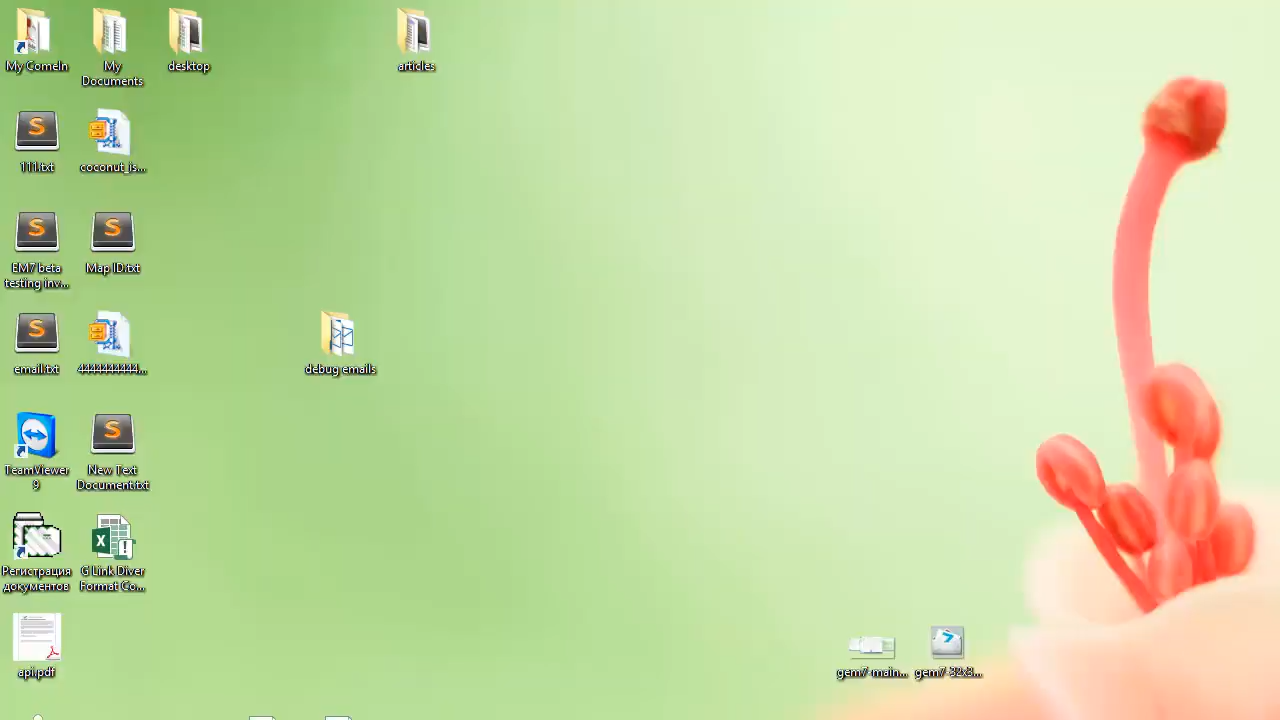 My ComeIn
My Documents
desktop
articles
111.txt
coconut_is...
EM7 beta
testing inv...
Map ID.txt
email.txt
4444444444...
debug emails
TeamViewer
9
New Text
Document.txt
Регистрация
документов
G Link Diver
Format Co...
api.pdf
gem7-main...
gem7-32x3...